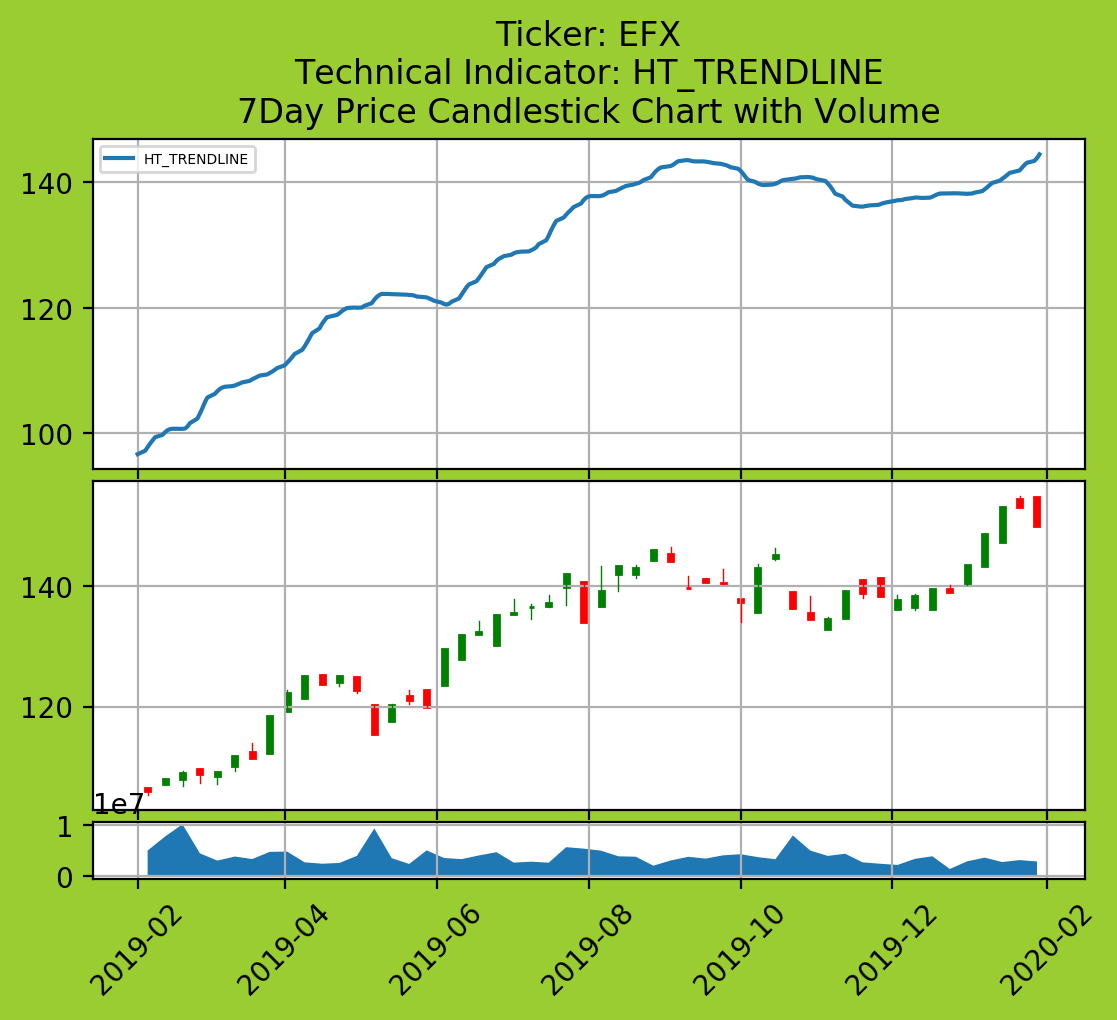 Ticker: EFX
Technical Indicator: HT_TRENDLINE
7Day Price Candlestick Chart with Volume
HT_TRENDLINE
140
120
100
140
120
1e7
1
0
2019-02
2019-04
2019-06
2019-08
2019-10
2019-12
2020-02